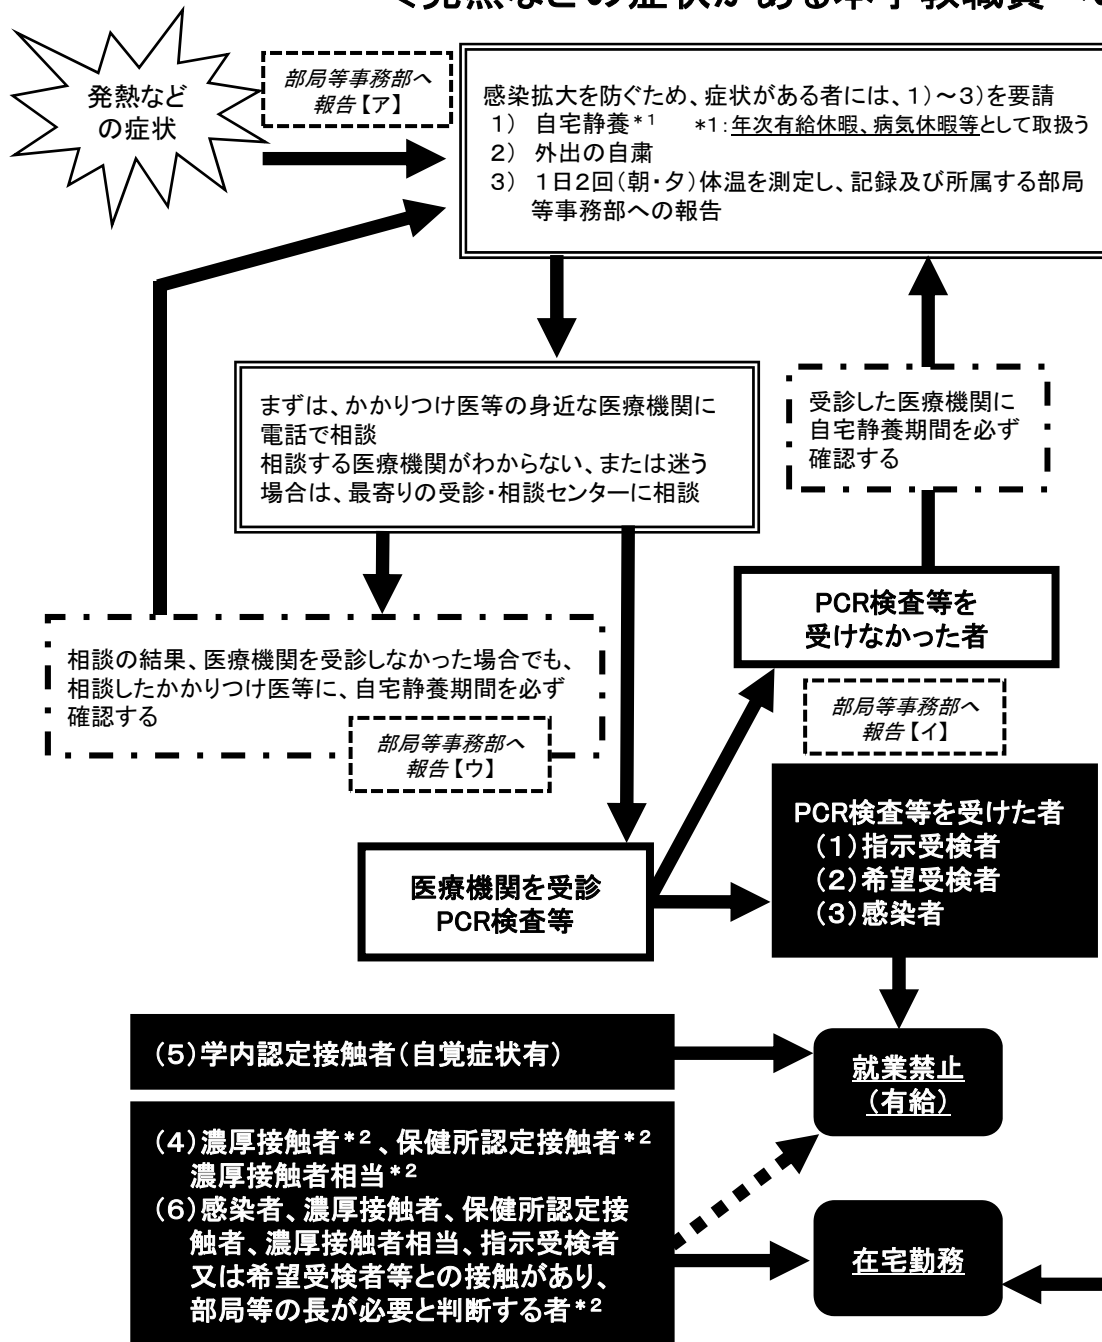 ＜発熱などの症状がある本学教職員への
発熱など
の症状
部局等事務部へ
報告【ア】
感染拡大を防ぐため、症状がある者には、1)～3)を要請
1) 自宅静養*1 *1:年次有給休暇、病気休暇等として取扱う
2) 外出の自粛
3) 1日2回(朝・夕)体温を測定し、記録及び所属する部局
等事務部への報告
まずは、かかりつけ医等の身近な医療機関に
電話で相談
相談する医療機関がわからない、または迷う
場合は、最寄りの受診・相談センターに相談
受診した医療機関に
自宅静養期間を必ず
確認する
PCR検査等を
受けなかった者
相談の結果、医療機関を受診しなかった場合でも、
相談したかかりつけ医等に、自宅静養期間を必ず
確認する
部局等事務部へ
報告【ウ】
部局等事務部へ
報告【イ】
PCR検査等を受けた者
(1)指示受検者
(2)希望受検者
(3)感染者
医療機関を受診
PCR検査等
(5)学内認定接触者(自覚症状有)
就業禁止
(有給)
(4)濃厚接触者*2、保健所認定接触者*2
濃厚接触者相当*2
(6)感染者、濃厚接触者、保健所認定接
触者、濃厚接触者相当、指示受検者
又は希望受検者等との接触があり、
部局等の長が必要と判断する者*2
在宅勤務